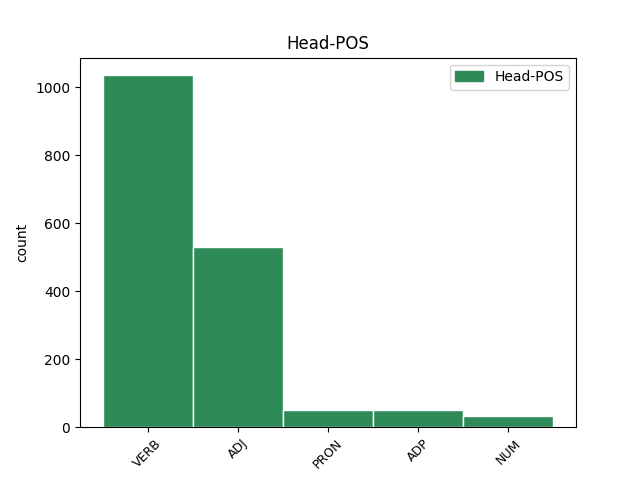 Head-POS
Head-POS
1000
800
600
400
200
0
count
VERB
ADJ
PRON
ADP
NUM